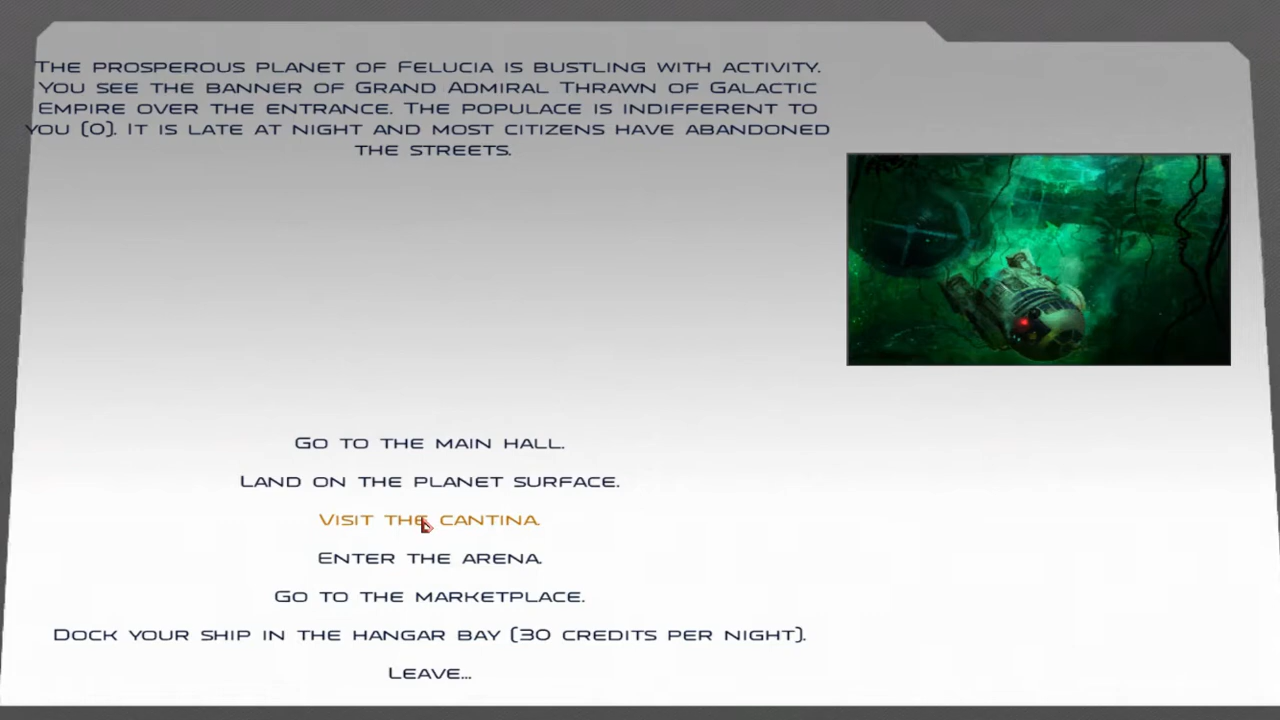 The prosperous planet of Felucia is bustling with activity.
You see the banner of Grand Admiral Thrawn of Galactic
Empire over the entrance. The populace is indifferent to
you (0). It is late at night and most citizens have abandoned
the streets.
Go to the main hall.
Land on the planet surface.
Visit the cantina.
Enter the arena.
Go to the marketplace.
Dock your ship in the hangar bay (30 credits per night).
Leave...